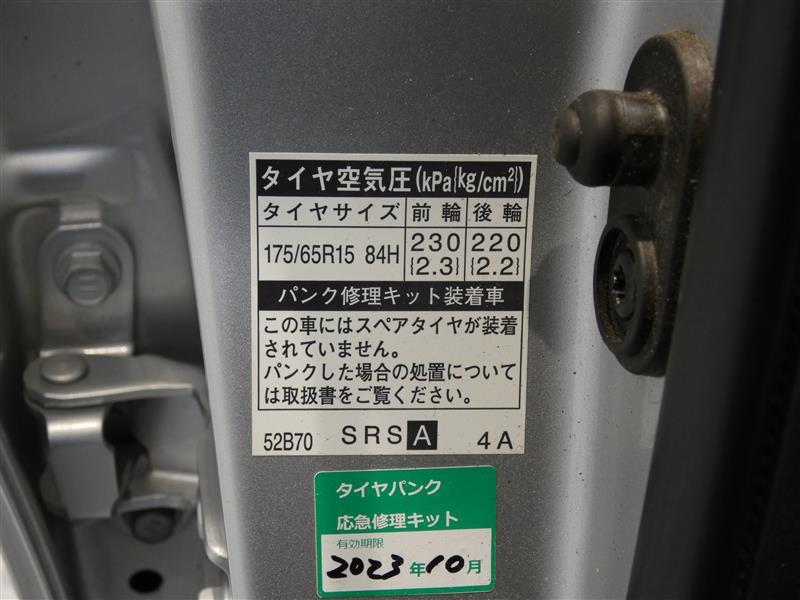 タイヤ空気圧(kPa{kg/cm²})
タイヤサイズ 前輪 後輪
175/65R15 84H 230 220
{2.3} {2.2}
パンク修理キット装着車
この車にはスペアタイヤが装着
されていません。
パンクした場合の処置について
は取扱書をご覧ください。
52B70 SRS A 4A
タイヤパンク
応急修理キット
有効期限
2023年10月